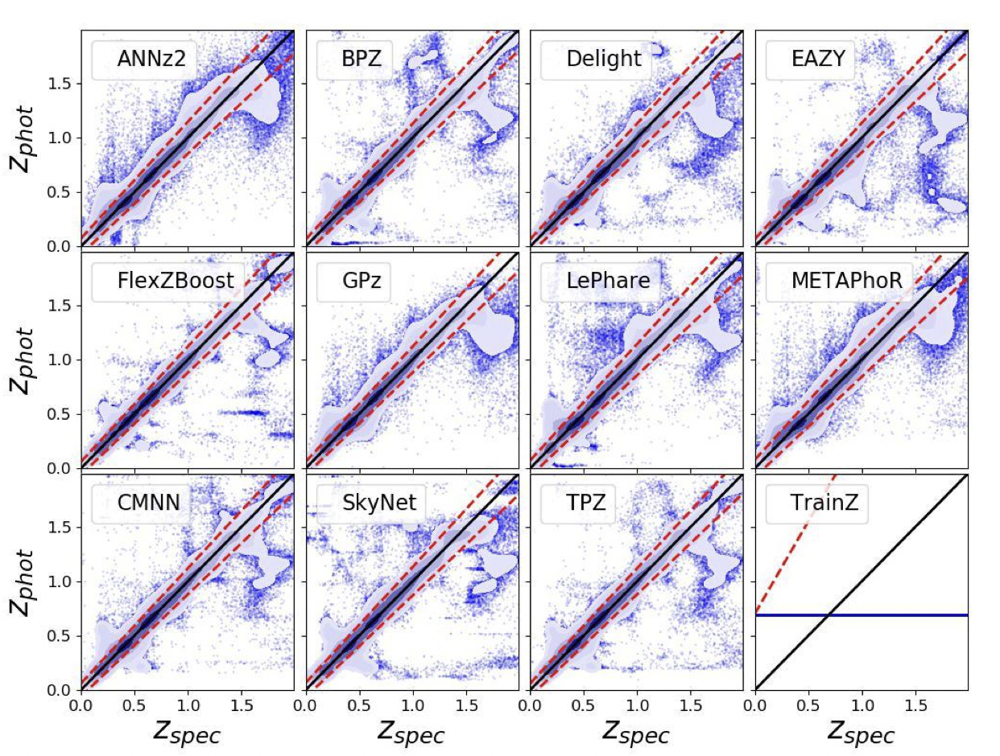 ANNz2 BPZ Delight EAZY
z_phot 1.5 1.0 0.5 0.0
FlexZBoost GPz LePhare METAPhoR
z_phot 1.5 1.0 0.5 0.0
CMNN SkyNet TPZ TrainZ
z_phot 1.5 1.0 0.5 0.0
0.0 0.5 1.0 1.5 0.0 0.5 1.0 1.5 0.0 0.5 1.0 1.5 0.0 0.5 1.0 1.5
z_spec z_spec z_spec z_spec